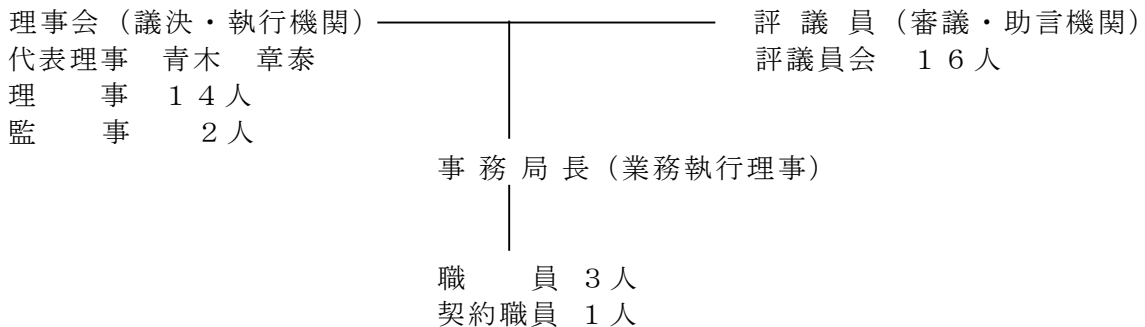 理事会（議決・執行機関）
代表理事　青木　章泰
理　　事　１４人
監　　事　　２人
評 議 員（審議・助言機関）
評議員会　１６人
事 務 局 長（業務執行理事）
職　　員　３人
契約職員　１人